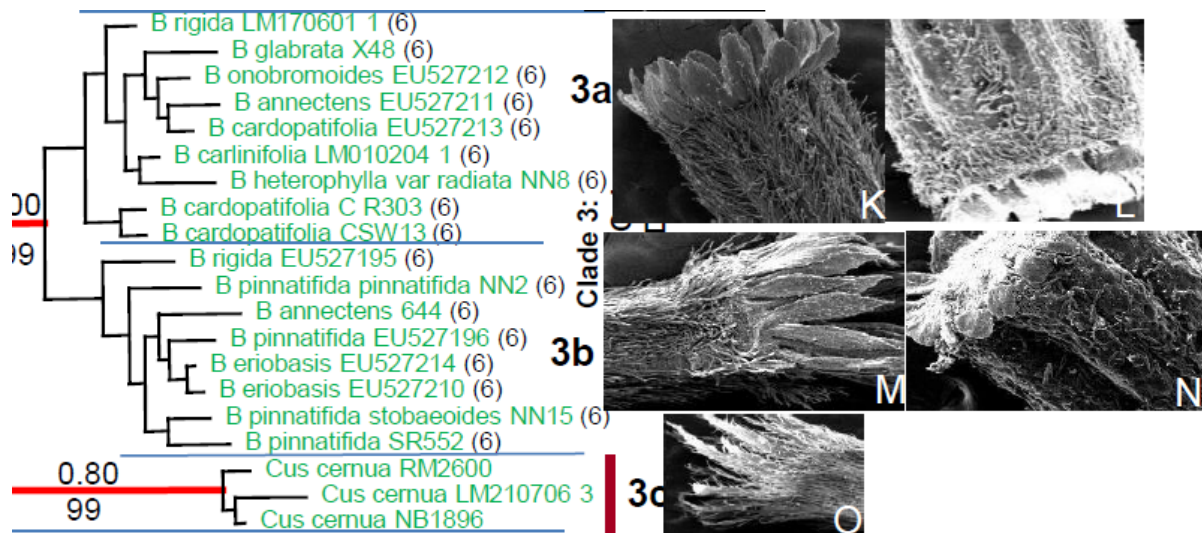 B rigida LM170601 1 (6)
B glabrata X48 (6)
B onobromoides EU527212 (6)
B annectens EU527211 (6)
B cardopatifolia EU527213 (6)
B carlinifolia LM010204 1 (6)
B heterophylla var radiata NN8 (6)
B cardopatifolia C R303 (6)
B cardopatifolia CSW13 (6)
B rigida EU527195 (6)
B pinnatifida pinnatifida NN2 (6)
B annectens 644 (6)
B pinnatifida EU527196 (6)
B eriobasis EU527214 (6)
B eriobasis EU527210 (6)
B pinnatifida stobaeoides NN15 (6)
B pinnatifida SR552 (6)
0.80
99
Cus cernua RM2600
Cus cernua LM210706 3
Cus cernua NB1896
3a
Clade 3:
3b
K
L
M
N
O